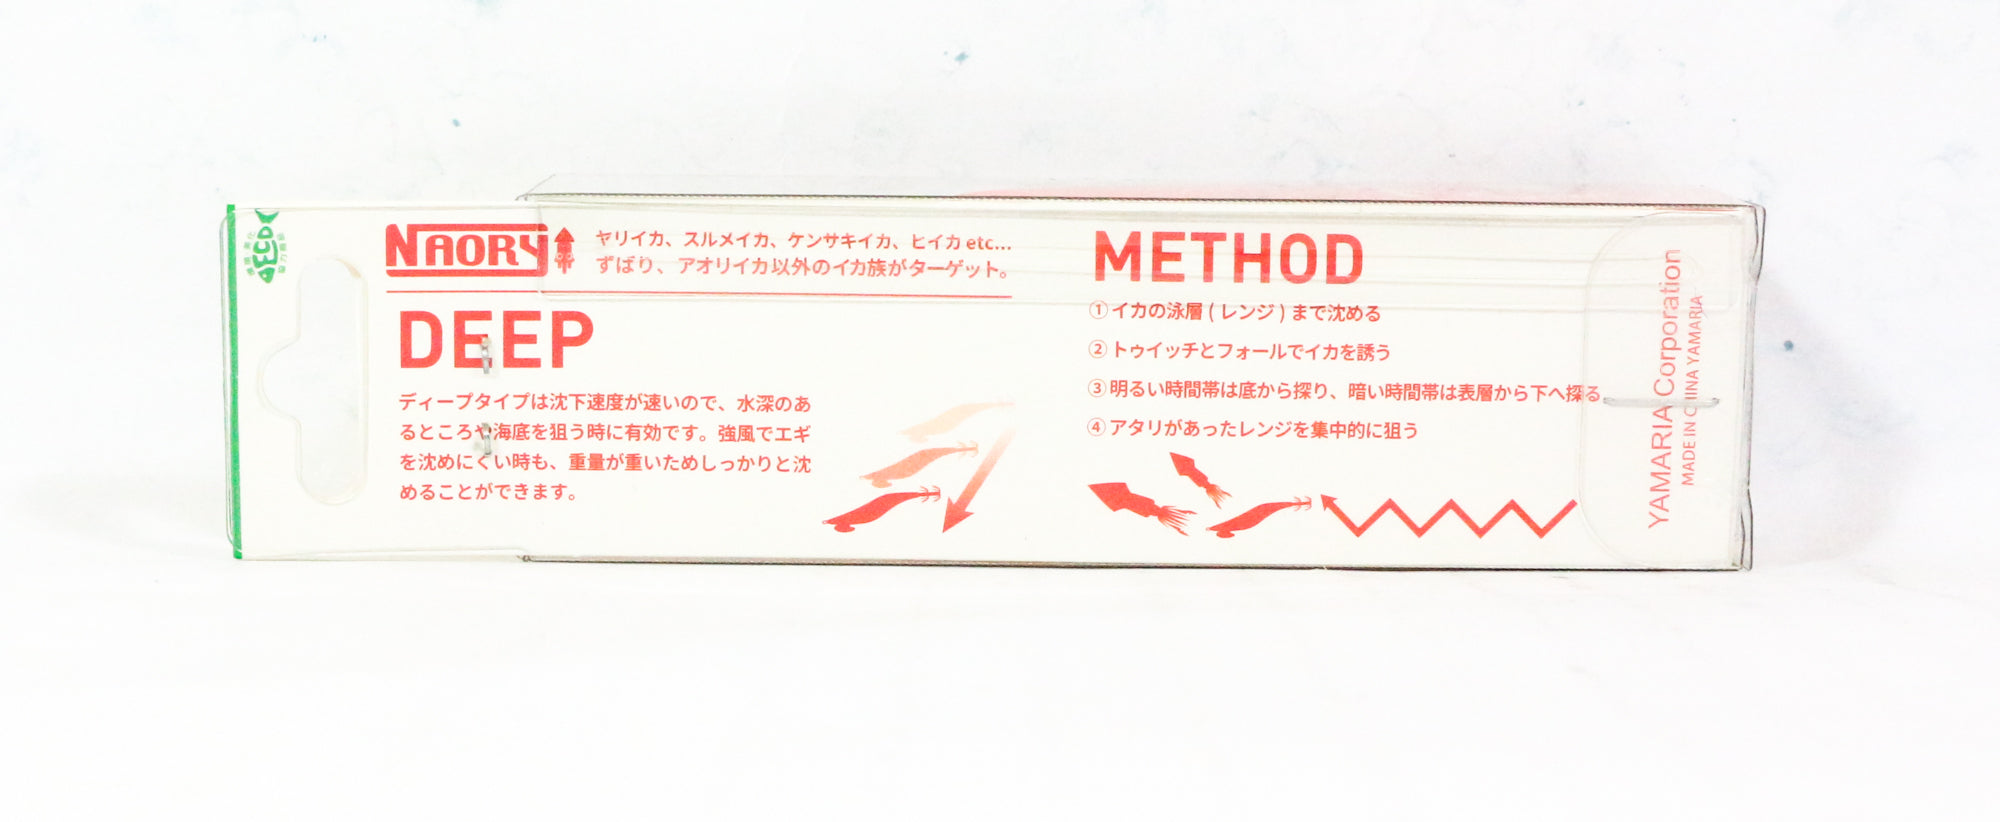 NAORY
ヤリイカ、スルメイカ、ケンサキイカ、ヒイカ etc...
ずばり、アオリイカ以外のイカ族がターゲット。
DEEP
ディープタイプは沈下速度が速いので、水深のあ
るところや海底を狙う時に有効です。強風でエギ
を沈めにくい時も、重量が重いためしっかりと沈
めることができます。
METHOD
①イカの泳層 ( レンジ ) まで沈める
②トゥイッチとフォールでイカを誘う
③明るい時間帯は底から探り、暗い時間帯は表層から下へ探る
④アタリがあったレンジを集中的に狙う
YAMARIA Corporation
MADE IN CHINA YAMARIA
ECO